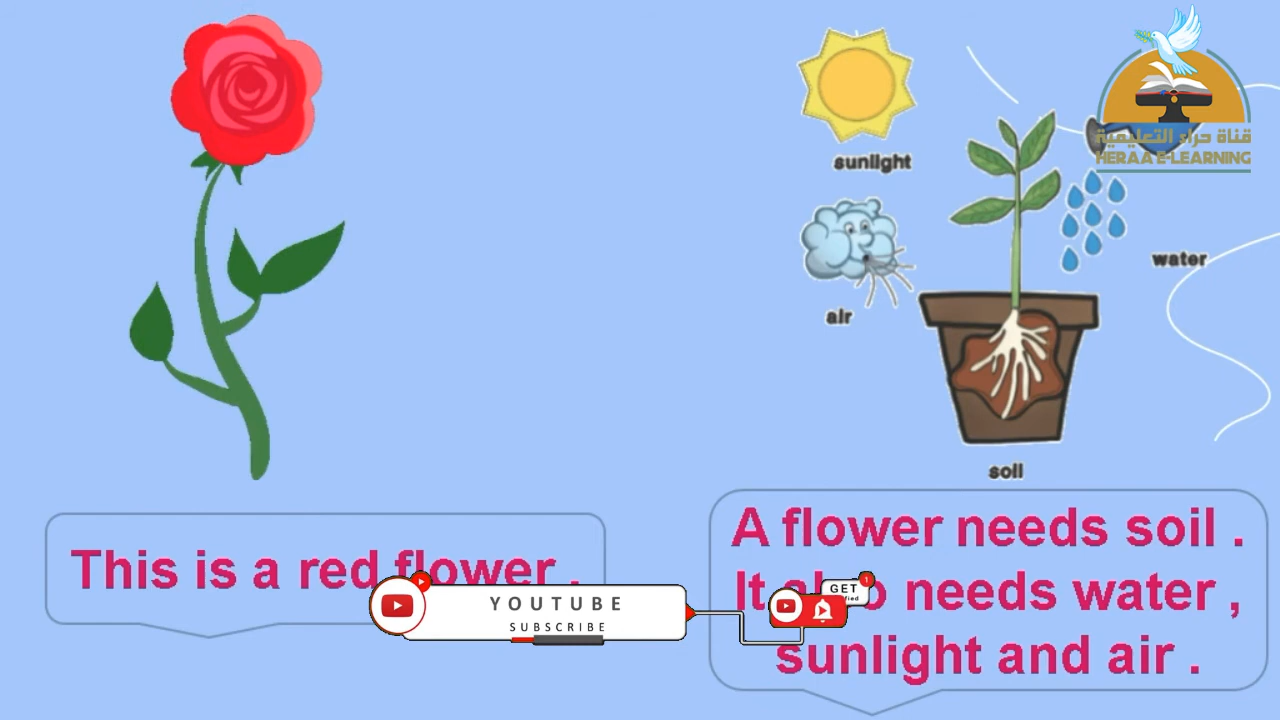 قناة حراء التعليمية
HERAA E-LEARNING
sunlight
air
water
soil
This is a red flower .
A flower needs soil .
It also needs water ,
sunlight and air .
YOUTUBE
SUBSCRIBE
GET